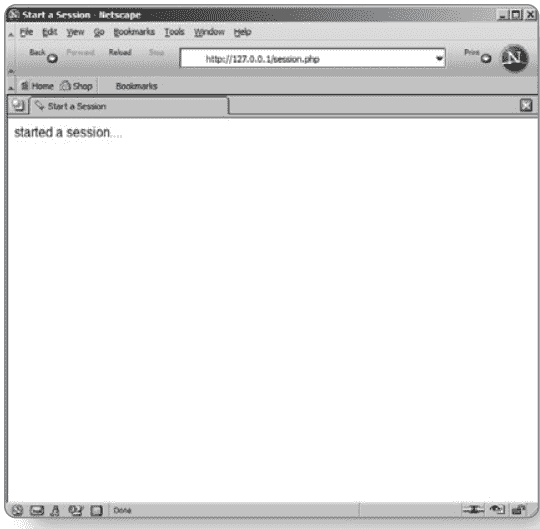 Start a Session - Netscape
File Edit View Go Bookmarks Tools Window Help
Back Forward Reload Stop http://127.0.0.1/session.php Print N
Home Shop Bookmarks
Start a Session
started a session....
Done